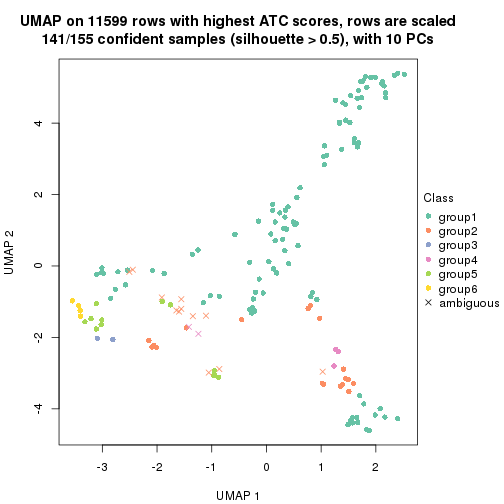 UMAP on 11599 rows with highest ATC scores, rows are scaled
141/155 confident samples (silhouette > 0.5), with 10 PCs
4
2
0
-2
-4
UMAP 2
-3
-2
-1
0
1
2
UMAP 1
Class
group1
group2
group3
group4
group5
group6
ambiguous